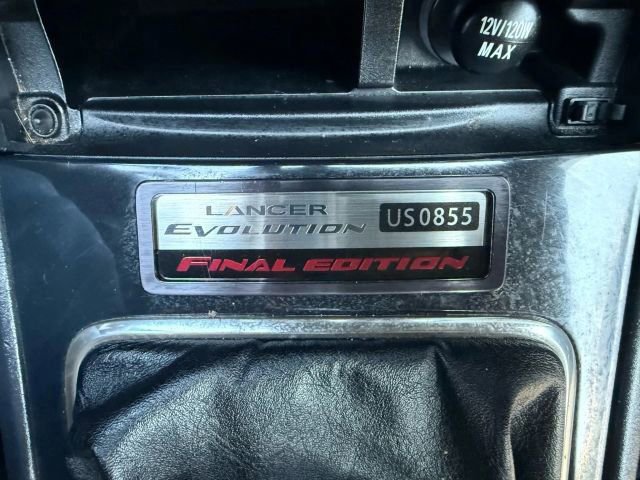 12V/120W
MAX
LANCER
EVOLUTION US0855
FINAL EDITION